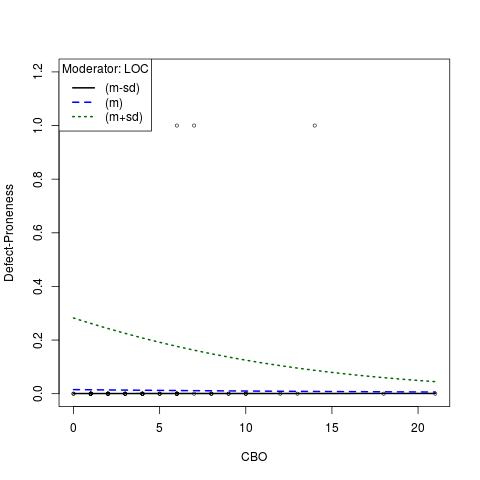 Moderator: LOC
(m-sd)
(m)
(m+sd)
Defect-Proneness
1.2
1.0
0.8
0.6
0.4
0.2
0.0
0 5 10 15 20
CBO